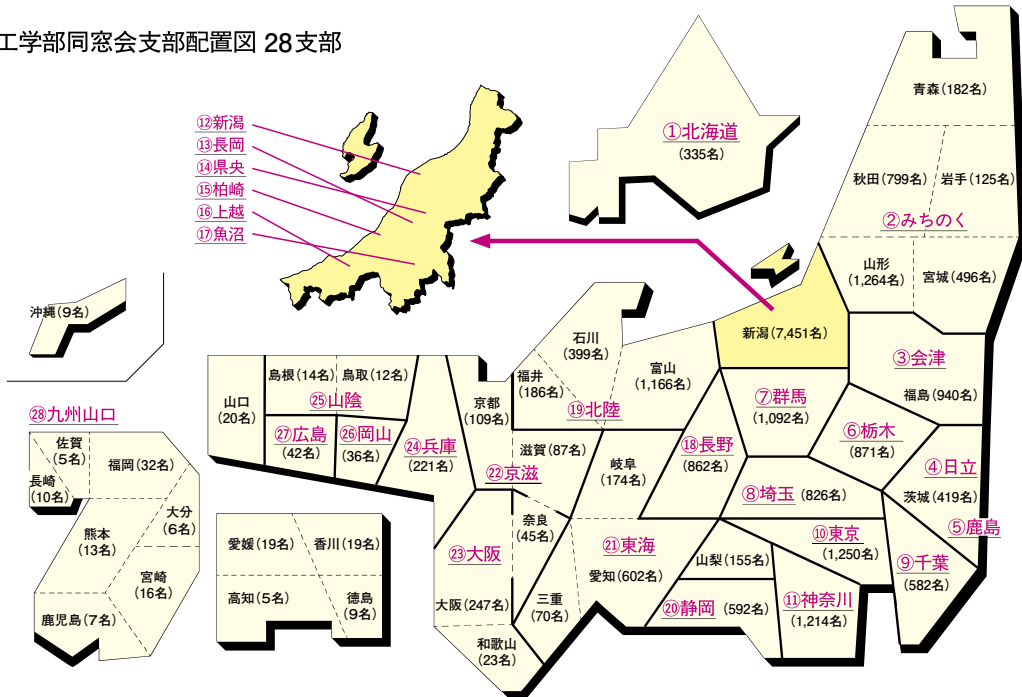 工学部同窓会支部配置図 28支部
⑫新潟
⑬長岡
⑭県央
⑮柏崎
⑯上越
⑰魚沼
①北海道
(335名)
青森(182名)
秋田(799名)
岩手(125名)
②みちのく
山形
(1,264名)
宮城(496名)
新潟(7,451名)
③会津
福島(940名)
沖縄(9名)
石川
(399名)
福井
(186名)
富山
(1,166名)
⑲北陸
⑦群馬
(1,092名)
⑥栃木
(871名)
④日立
茨城(419名)
⑤鹿島
山口
(20名)
島根(14名)
鳥取(12名)
㉕山陰
㉗広島
(42名)
㉖岡山
(36名)
㉔兵庫
(221名)
京都
(109名)
滋賀(87名)
㉒京滋
岐阜
(174名)
⑱長野
(862名)
⑧埼玉(826名)
⑩東京
(1,250名)
⑨千葉
(582名)
㉘九州山口
佐賀
(5名)
長崎
(10名)
福岡(32名)
大分
(6名)
熊本
(13名)
宮崎
(16名)
鹿児島(7名)
愛媛(19名)
香川(19名)
高知(5名)
徳島
(9名)
㉓大阪
大阪(247名)
奈良
(45名)
和歌山
(23名)
三重
(70名)
㉑東海
愛知(602名)
山梨(155名)
⑳静岡(592名)
⑪神奈川
(1,214名)